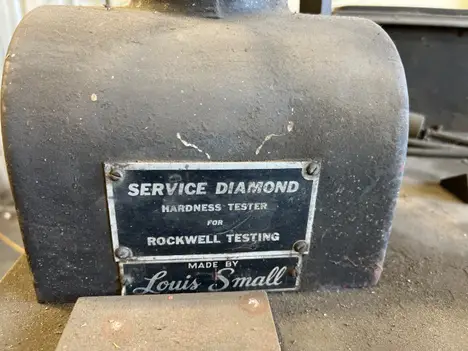 SERVICE DIAMOND
HARDNESS TESTER
FOR
ROCKWELL TESTING
MADE BY
Louis Small